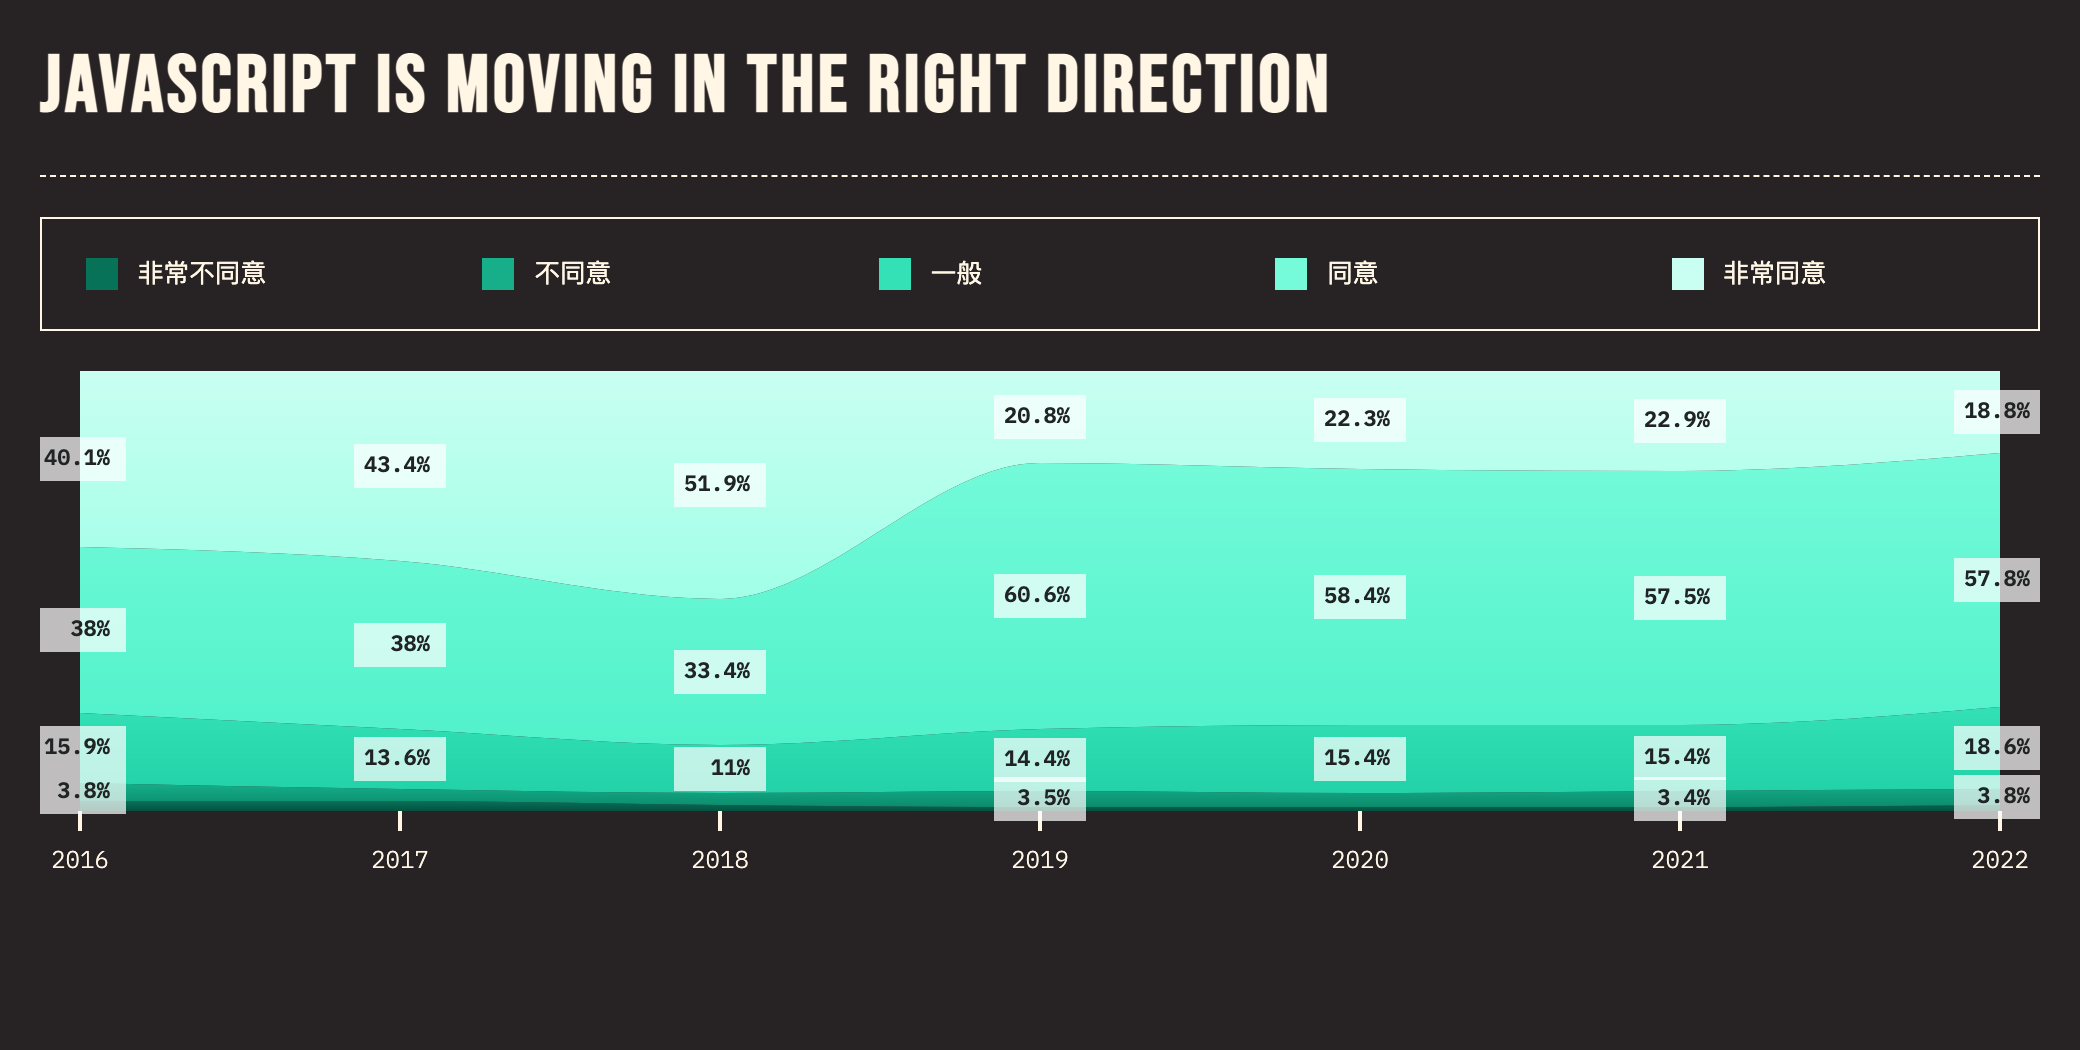 JAVASCRIPT IS MOVING IN THE RIGHT DIRECTION
非常不同意 不同意 一般 同意 非常同意
40.1% 43.4% 51.9% 20.8% 22.3% 22.9% 18.8%
38% 38% 33.4% 60.6% 58.4% 57.5% 57.8%
15.9% 13.6% 11% 14.4% 15.4% 15.4% 18.6%
3.8% 3.5% 3.4% 3.8%
2016 2017 2018 2019 2020 2021 2022